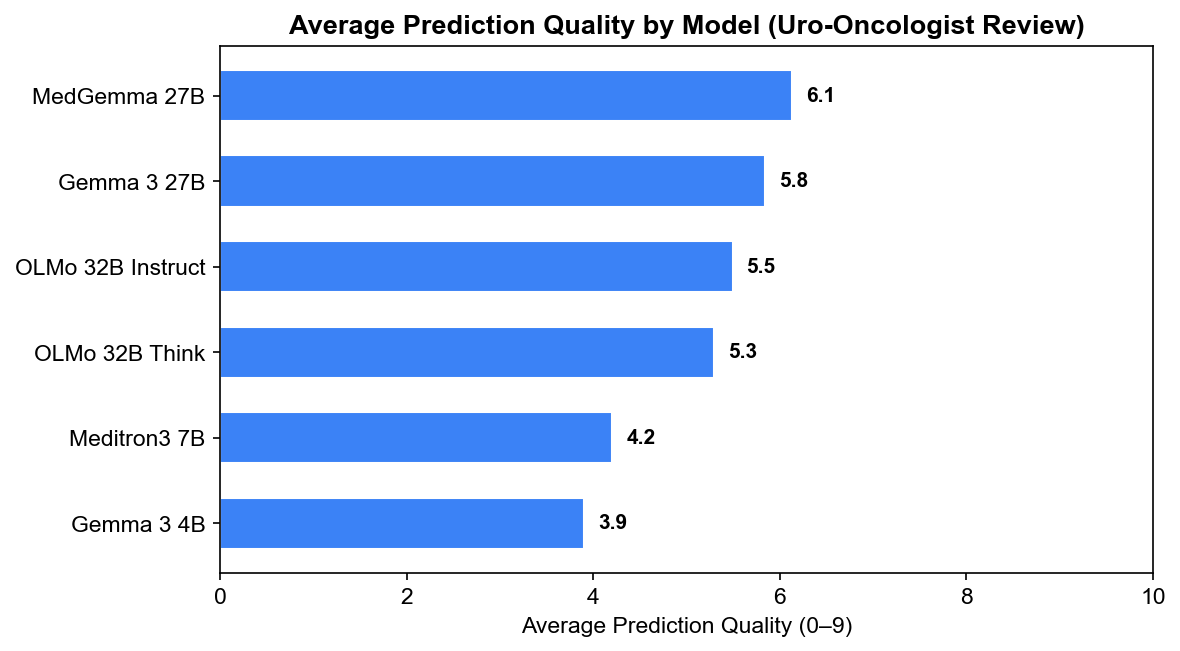 Average Prediction Quality by Model (Uro-Oncologist Review)
MedGemma 27B 6.1
Gemma 3 27B 5.8
OLMo 32B Instruct 5.5
OLMo 32B Think 5.3
Meditron3 7B 4.2
Gemma 3 4B 3.9
0 2 4 6 8 10
Average Prediction Quality (0–9)